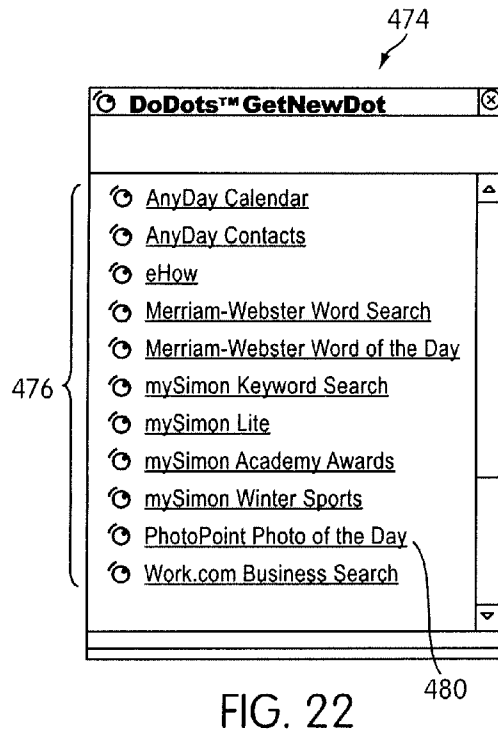 474
DoDots™ GetNewDot
AnyDay Calendar
AnyDay Contacts
eHow
Merriam-Webster Word Search
Merriam-Webster Word of the Day
476
mySimon Keyword Search
mySimon Lite
mySimon Academy Awards
mySimon Winter Sports
PhotoPoint Photo of the Day
Work.com Business Search
480
FIG. 22